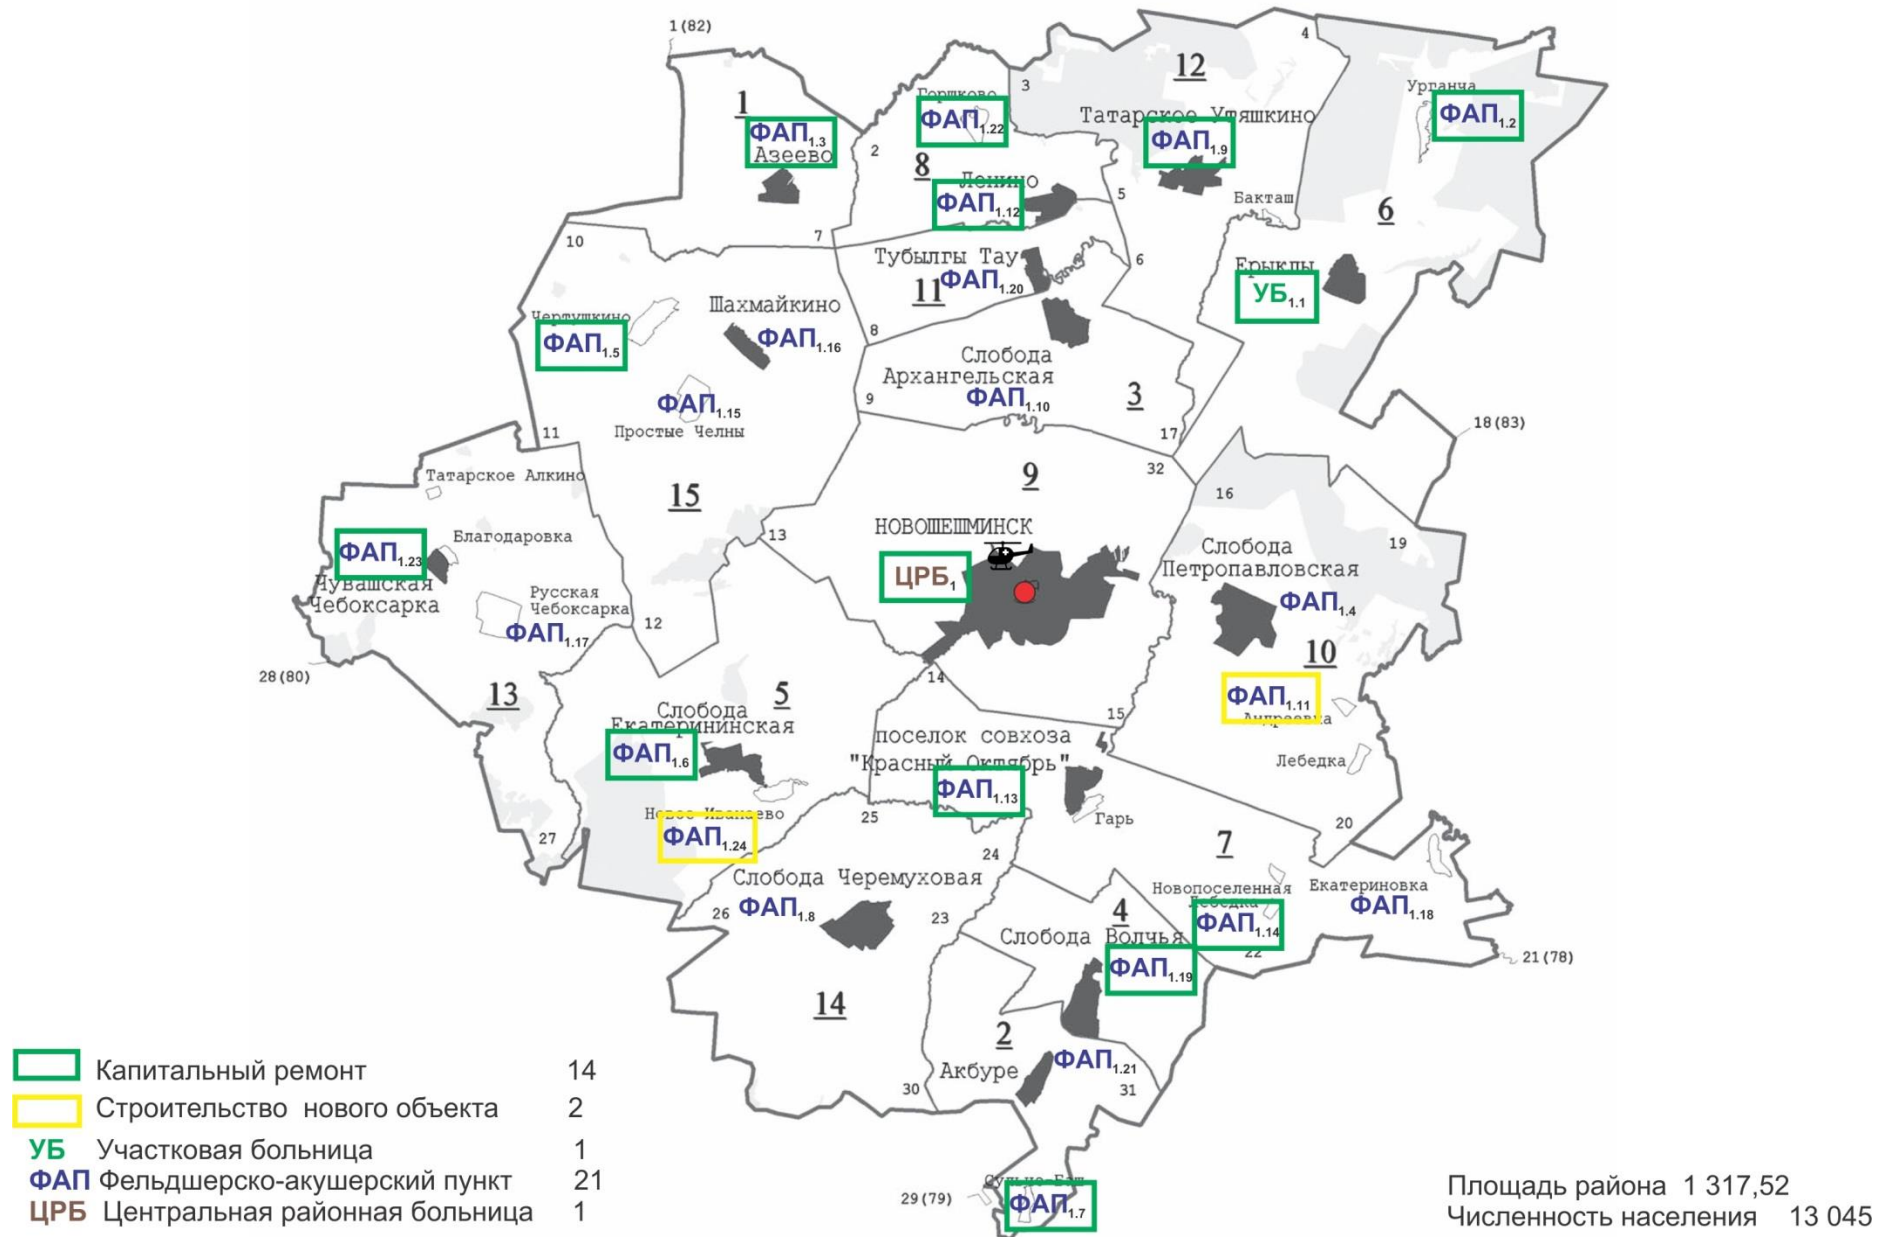 1 (82)
4
12
3
1
Горшково
Урганча
ФАП1.22
ФАП1.2
Татарское Утяшкино
ФАП1.3
Азеево
2
ФАП1.9
8
Ленино
5
Бакташ
6
ФАП1.12
7
10
Тубылгы Тау
6
ФАП1.20
11
Ерыклы
УБ1.1
Шахмайкино
Чертушкино
ФАП1.16
ФАП1.5
8
Слобода
Архангельская
ФАП1.10
3
9
ФАП1.15
Простые Челны
11
17
18 (83)
32
9
Татарское Алкино
15
16
НОВОШЕШМИНСК
13
Благодаровка
ФАП1.23
Чувашская
Чебоксарка
ЦРБ1
Слобода
Петропавловская
19
ФАП1.4
Русская
Чебоксарка
ФАП1.17
12
10
28 (80)
14
13
5
ФАП1.11
Андреевка
15
Слобода
Екатерининская
ФАП1.6
поселок совхоза
"Красный Октябрь"
ФАП1.13
Лебедка
Гарь
Новое Иванаево
ФАП1.24
25
20
27
24
7
Слобода Черемуховая
ФАП1.8
26
23
Новопоселенная
Лебедка
ФАП1.14
22
Екатериновка
ФАП1.18
4
Слобода Волчья
ФАП1.19
21 (78)
14
2
Акбуре
ФАП1.21
30
31
29 (79)
Сульче-Баш
ФАП1.7
Капитальный ремонт 14
Строительство нового объекта 2
УБ Участковая больница 1
ФАП Фельдшерско-акушерский пункт 21
ЦРБ Центральная районная больница 1
Площадь района 1 317,52
Численность населения 13 045